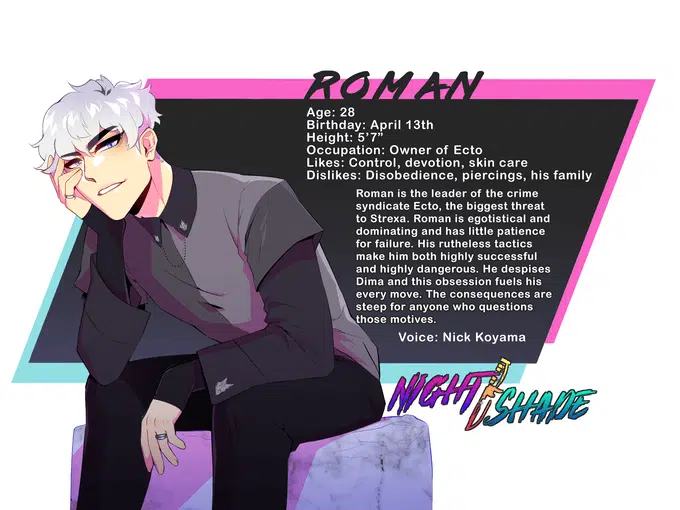 ROMAN
Age: 28
Birthday: April 13th
Height: 5'7”
Occupation: Owner of Ecto
Likes: Control, devotion, skin care
Dislikes: Disobedience, piercings, his family
Roman is the leader of the crime
syndicate Ecto, the biggest threat
to Strexa. Roman is egotistical and
dominating and has little patience
for failure. His rutheless tactics
make him both highly successful
and highly dangerous. He despises
Dima and this obsession fuels his
every move. The consequences are
steep for anyone who questions
those motives.
Voice: Nick Koyama
NIGHT
SHADE